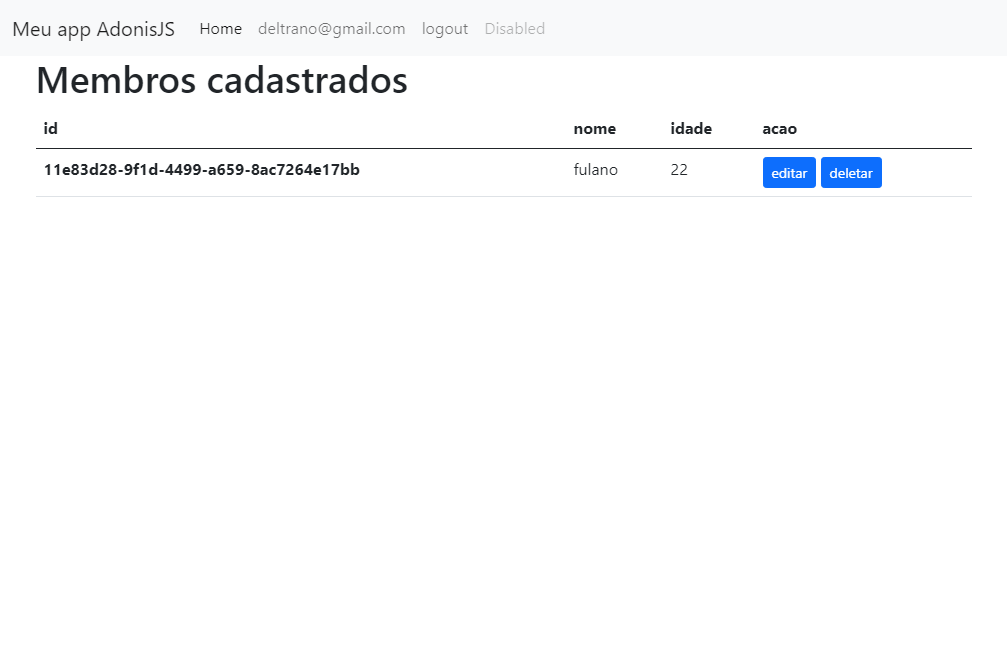 Meu app AdonisJS Home deltrano@gmail.com logout Disabled
Membros cadastrados
id nome idade acao
11e83d28-9f1d-4499-a659-8ac7264e17bb fulano 22 editar deletar